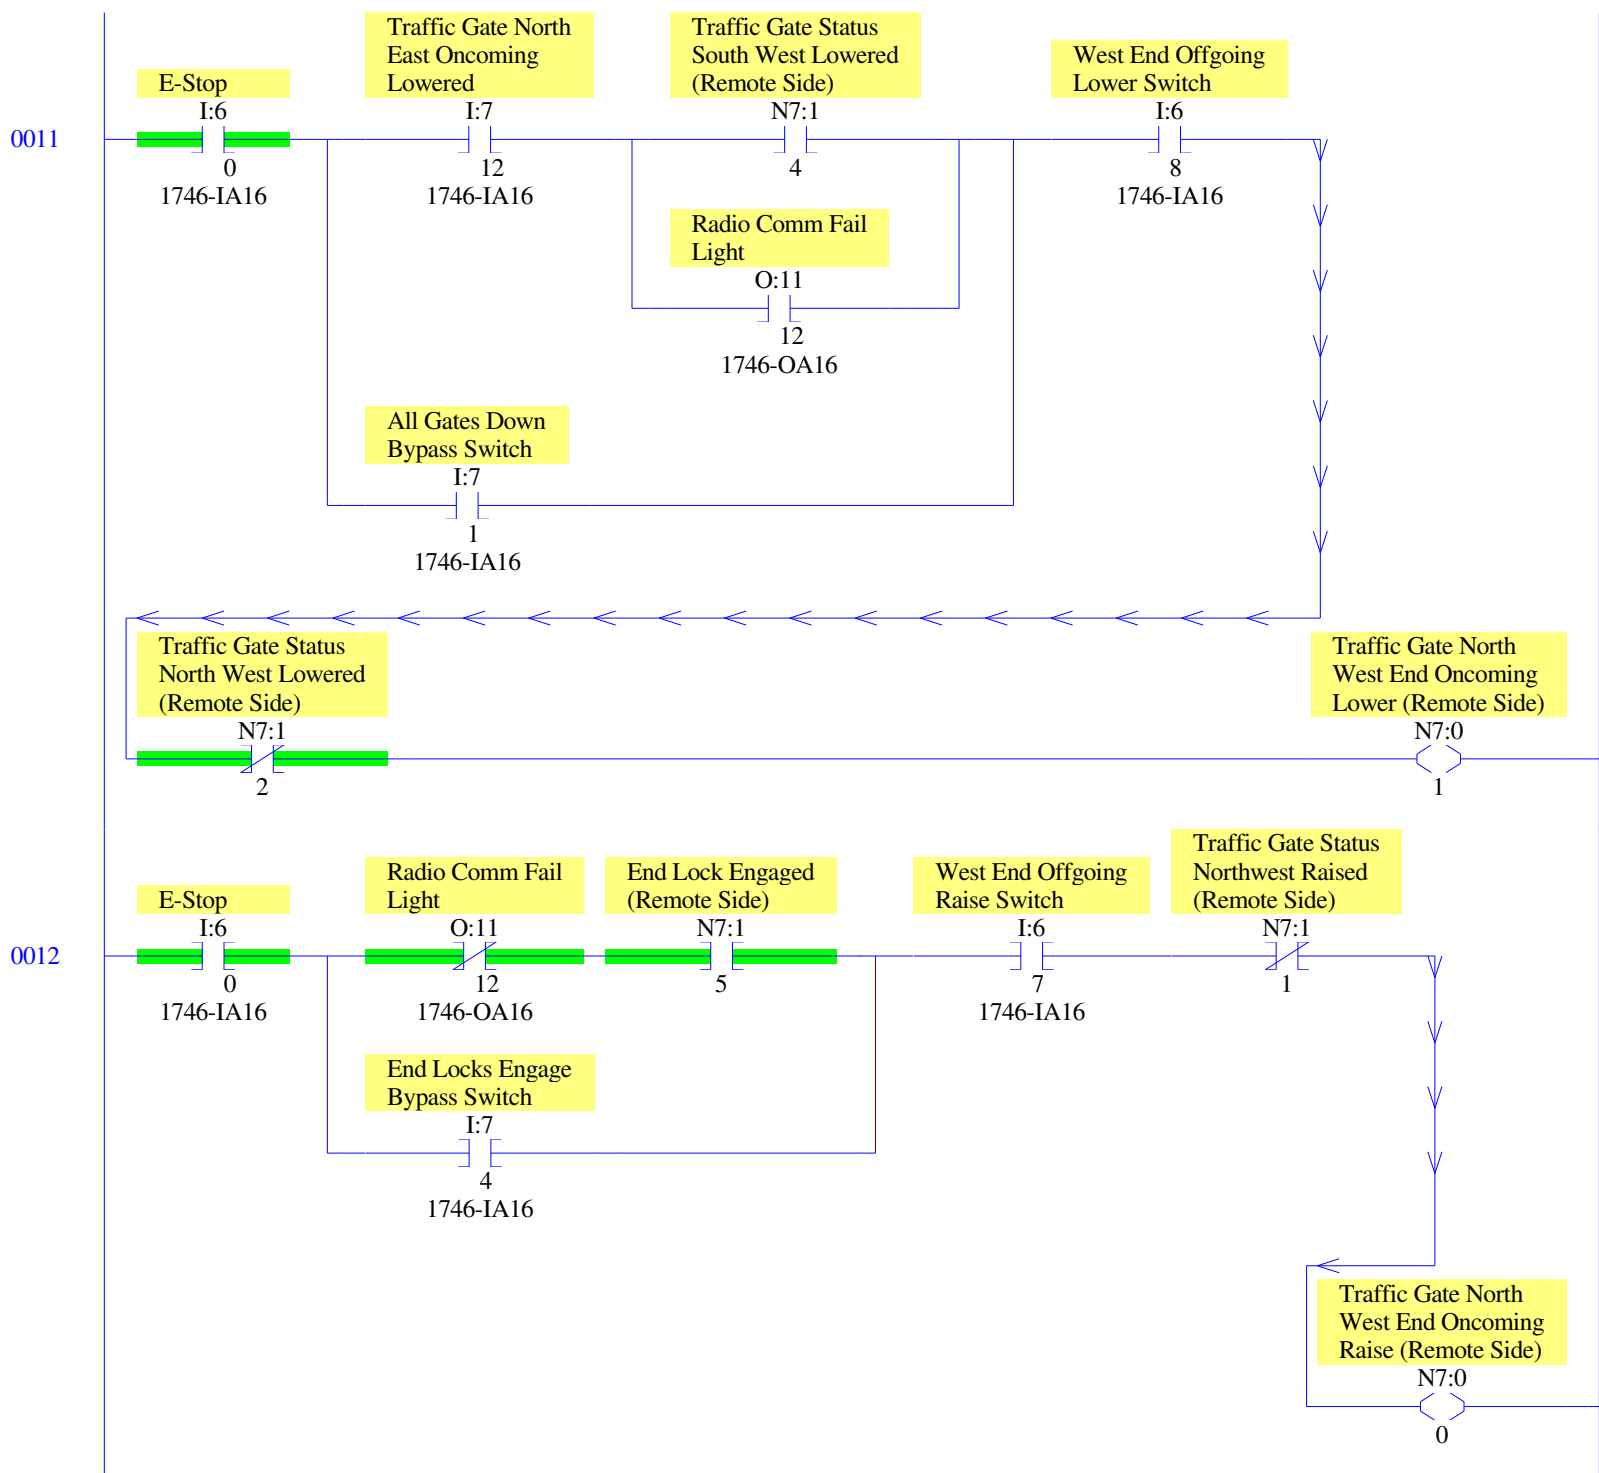 0011
E-Stop
I:6
0
1746-IA16
Traffic Gate North
East Oncoming
Lowered
I:7
12
1746-IA16
Traffic Gate Status
South West Lowered
(Remote Side)
N7:1
4
Radio Comm Fail
Light
O:11
12
1746-OA16
West End Offgoing
Lower Switch
I:6
8
1746-IA16
All Gates Down
Bypass Switch
I:7
1
1746-IA16
Traffic Gate Status
North West Lowered
(Remote Side)
N7:1
2
Traffic Gate North
West End Oncoming
Lower (Remote Side)
N7:0
1
0012
E-Stop
I:6
0
1746-IA16
Radio Comm Fail
Light
O:11
12
1746-OA16
End Lock Engaged
(Remote Side)
N7:1
5
West End Offgoing
Raise Switch
I:6
7
1746-IA16
Traffic Gate Status
Northwest Raised
(Remote Side)
N7:1
1
End Locks Engage
Bypass Switch
I:7
4
1746-IA16
Traffic Gate North
West End Oncoming
Raise (Remote Side)
N7:0
0